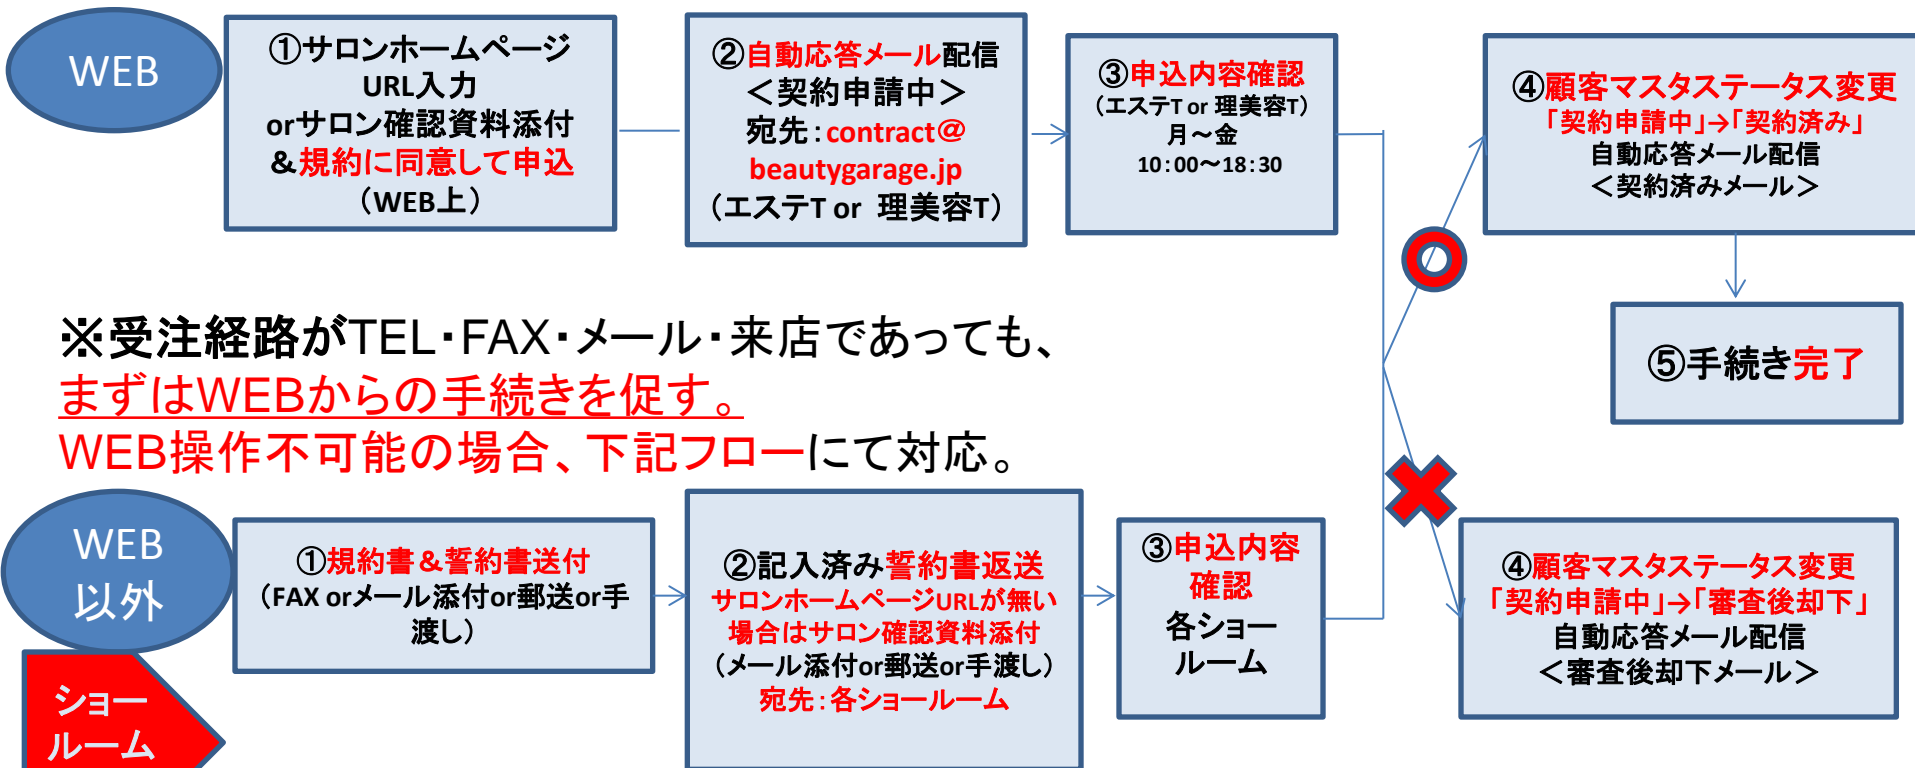 WEB
①サロンホームページ
URL入力
orサロン確認資料添付
＆規約に同意して申込
（WEB上）
②自動応答メール配信
＜契約申請中＞
宛先：contract＠
beautygarage.jp
（エステT or 理美容T）
③申込内容確認
（エステT or 理美容T）
月～金
10：00～18：30
④顧客マスタステータス変更
「契約申請中」→「契約済み」
自動応答メール配信
＜契約済みメール＞
⑤手続き完了
※受注経路がTEL・FAX・メール・来店であっても、
まずはWEBからの手続きを促す。
WEB操作不可能の場合、下記フローにて対応。
WEB
以外
ショー
ルーム
①規約書＆誓約書送付
（FAX orメール添付or郵送or手
渡し）
②記入済み誓約書返送
サロンホームページURLが無い
場合はサロン確認資料添付
（メール添付or郵送or手渡し）
宛先：各ショールーム
③申込内容
確認
各ショー
ルーム
④顧客マスタステータス変更
「契約申請中」→「審査後却下」
自動応答メール配信
＜審査後却下メール＞